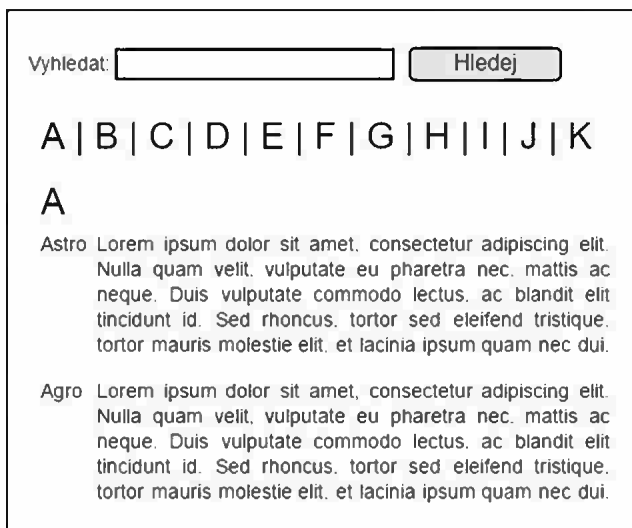 Vyhledat: Hledej
A | B | C | D | E | F | G | H | I | J | K
A
Astro Lorem ipsum dolor sit amet, consectetur adipiscing elit.
Nulla quam velit, vulputate eu pharetra nec, mattis ac
neque. Duis vulputate commodo lectus, ac blandit elit
tincidunt id. Sed rhoncus, tortor sed eleifend tristique,
tortor mauris molestie elit, et lacinia ipsum quam nec dui.
Agro Lorem ipsum dolor sit amet, consectetur adipiscing elit.
Nulla quam velit, vulputate eu pharetra nec, mattis ac
neque. Duis vulputate commodo lectus, ac blandit elit
tincidunt id. Sed rhoncus, tortor sed eleifend tristique,
tortor mauris molestie elit, et lacinia ipsum quam nec dui.